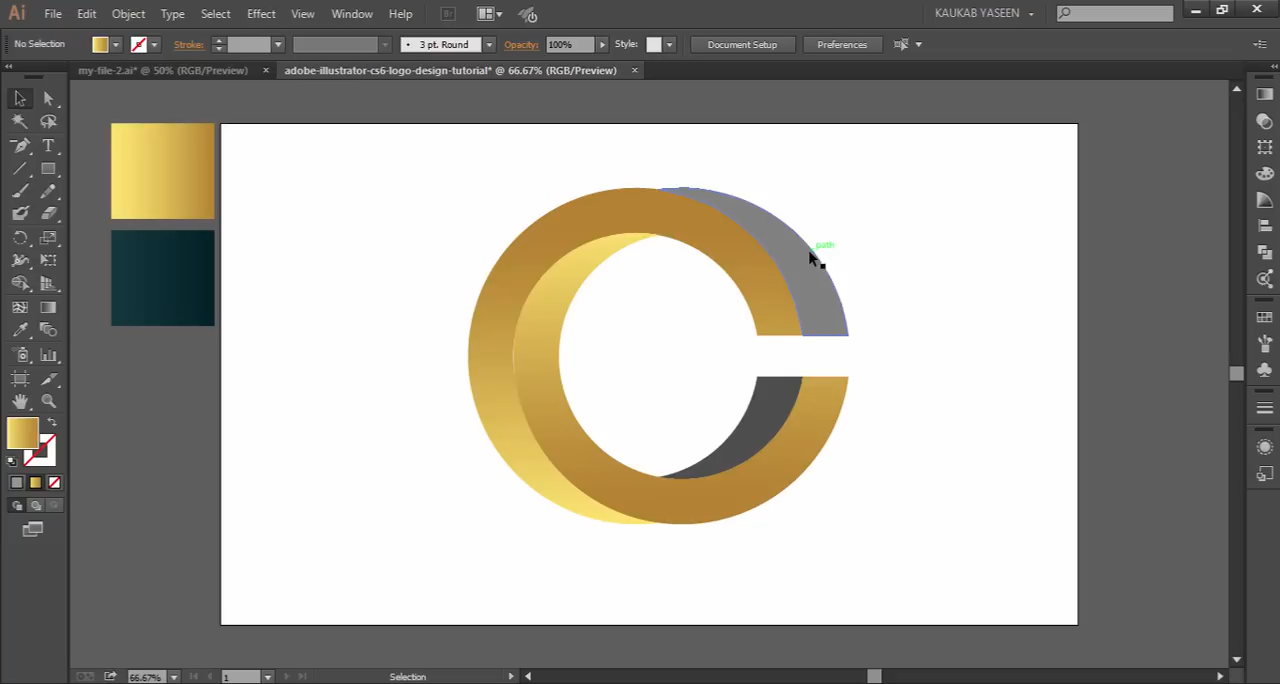 Ai File Edit Object Type Select Effect View Window Help Br KAUKAB YASEEN
No Selection Stroke: 3 pt. Round Opacity: 100% Style: Document Setup Preferences
my-file-2.ai* @ 50% (RGB/Preview) × adobe-illustrator-cs6-logo-design-tutorial* @ 66.67% (RGB/Preview) ×
T
path
66.67% 1 Selection